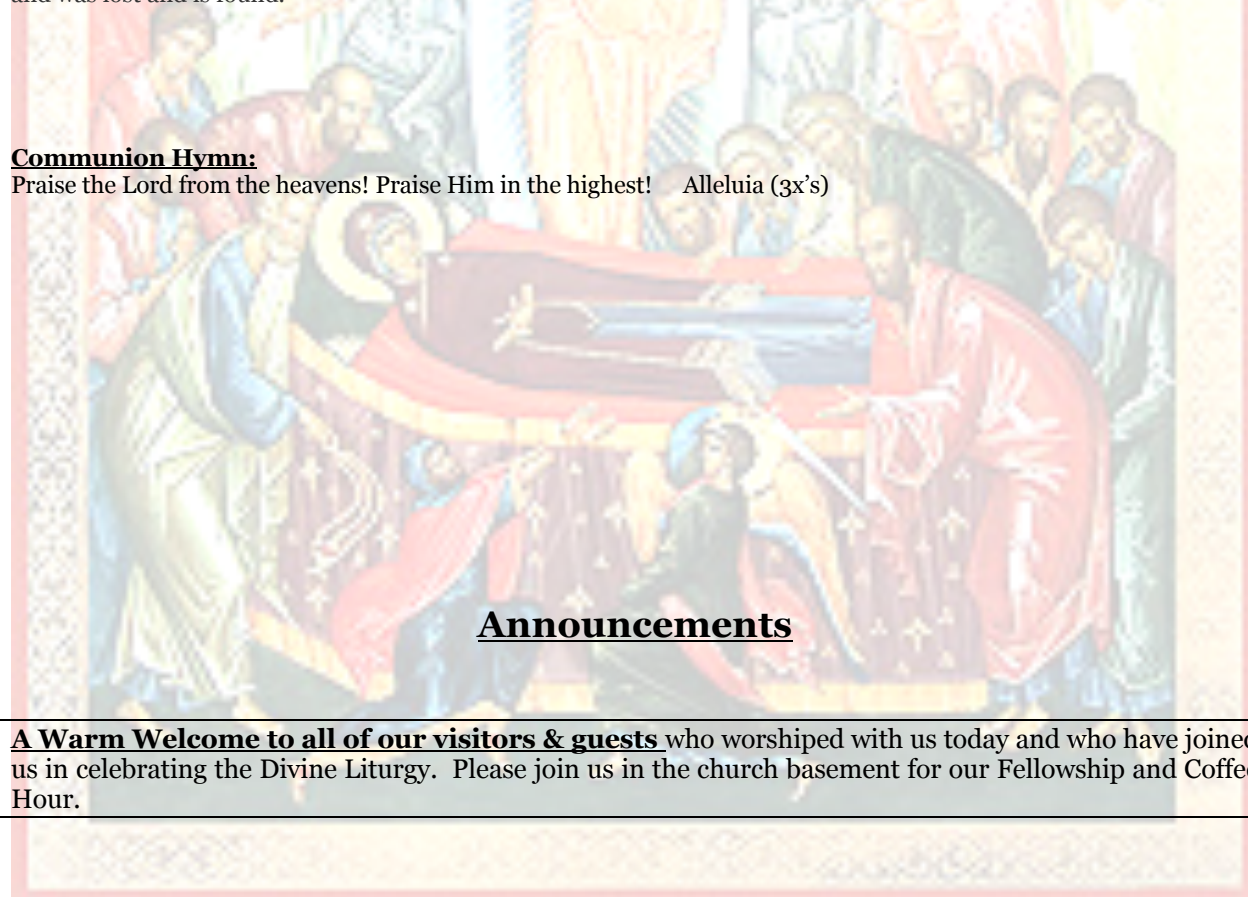 and was lost and is found.
Communion Hymn:
Praise the Lord from the heavens! Praise Him in the highest! Alleluia (3x's)
Announcements
A Warm Welcome to all of our visitors & guests who worshiped with us today and who have joined
us in celebrating the Divine Liturgy. Please join us in the church basement for our Fellowship and Coffee
Hour.